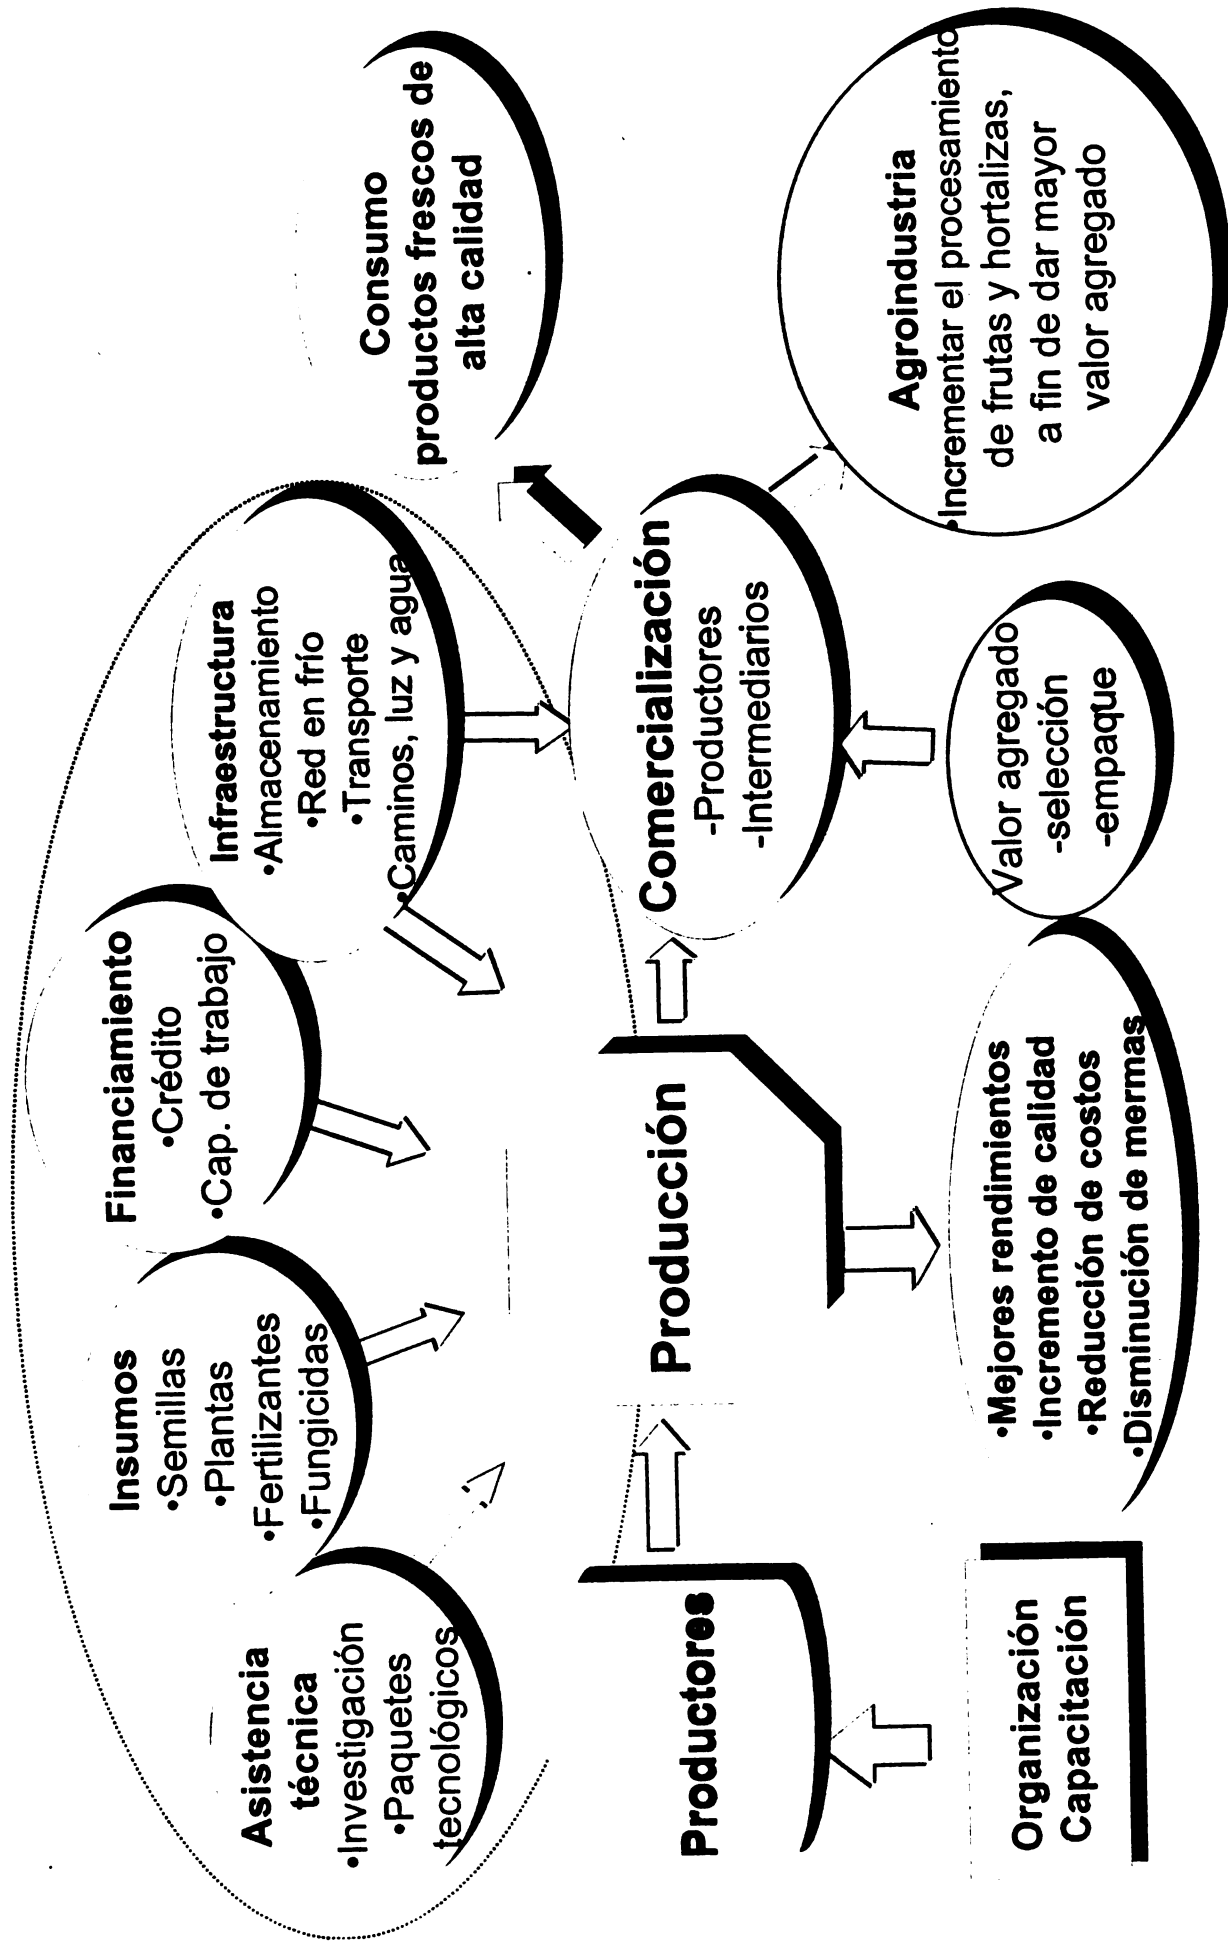 Asistencia
técnica
•Investigación
•Paquetes
tecnológicos
Insumos
•Semillas
•Plantas
•Fertilizantes
•Fungicidas
Financiamiento
•Crédito
•Cap. de trabajo
Infraestructura
•Almacenamiento
•Red en frío
•Transporte
•Caminos, luz y agua
Consumo
productos frescos de
alta calidad
Productores
Producción
Comercialización
-Productores
-Intermediarios
Organización
Capacitación
•Mejores rendimientos
•Incremento de calidad
•Reducción de costos
•Disminución de mermas
Valor agregado
-selección
-empaque
Agroindustria
•Incrementar el procesamiento
de frutas y hortalizas,
a fin de dar mayor
valor agregado